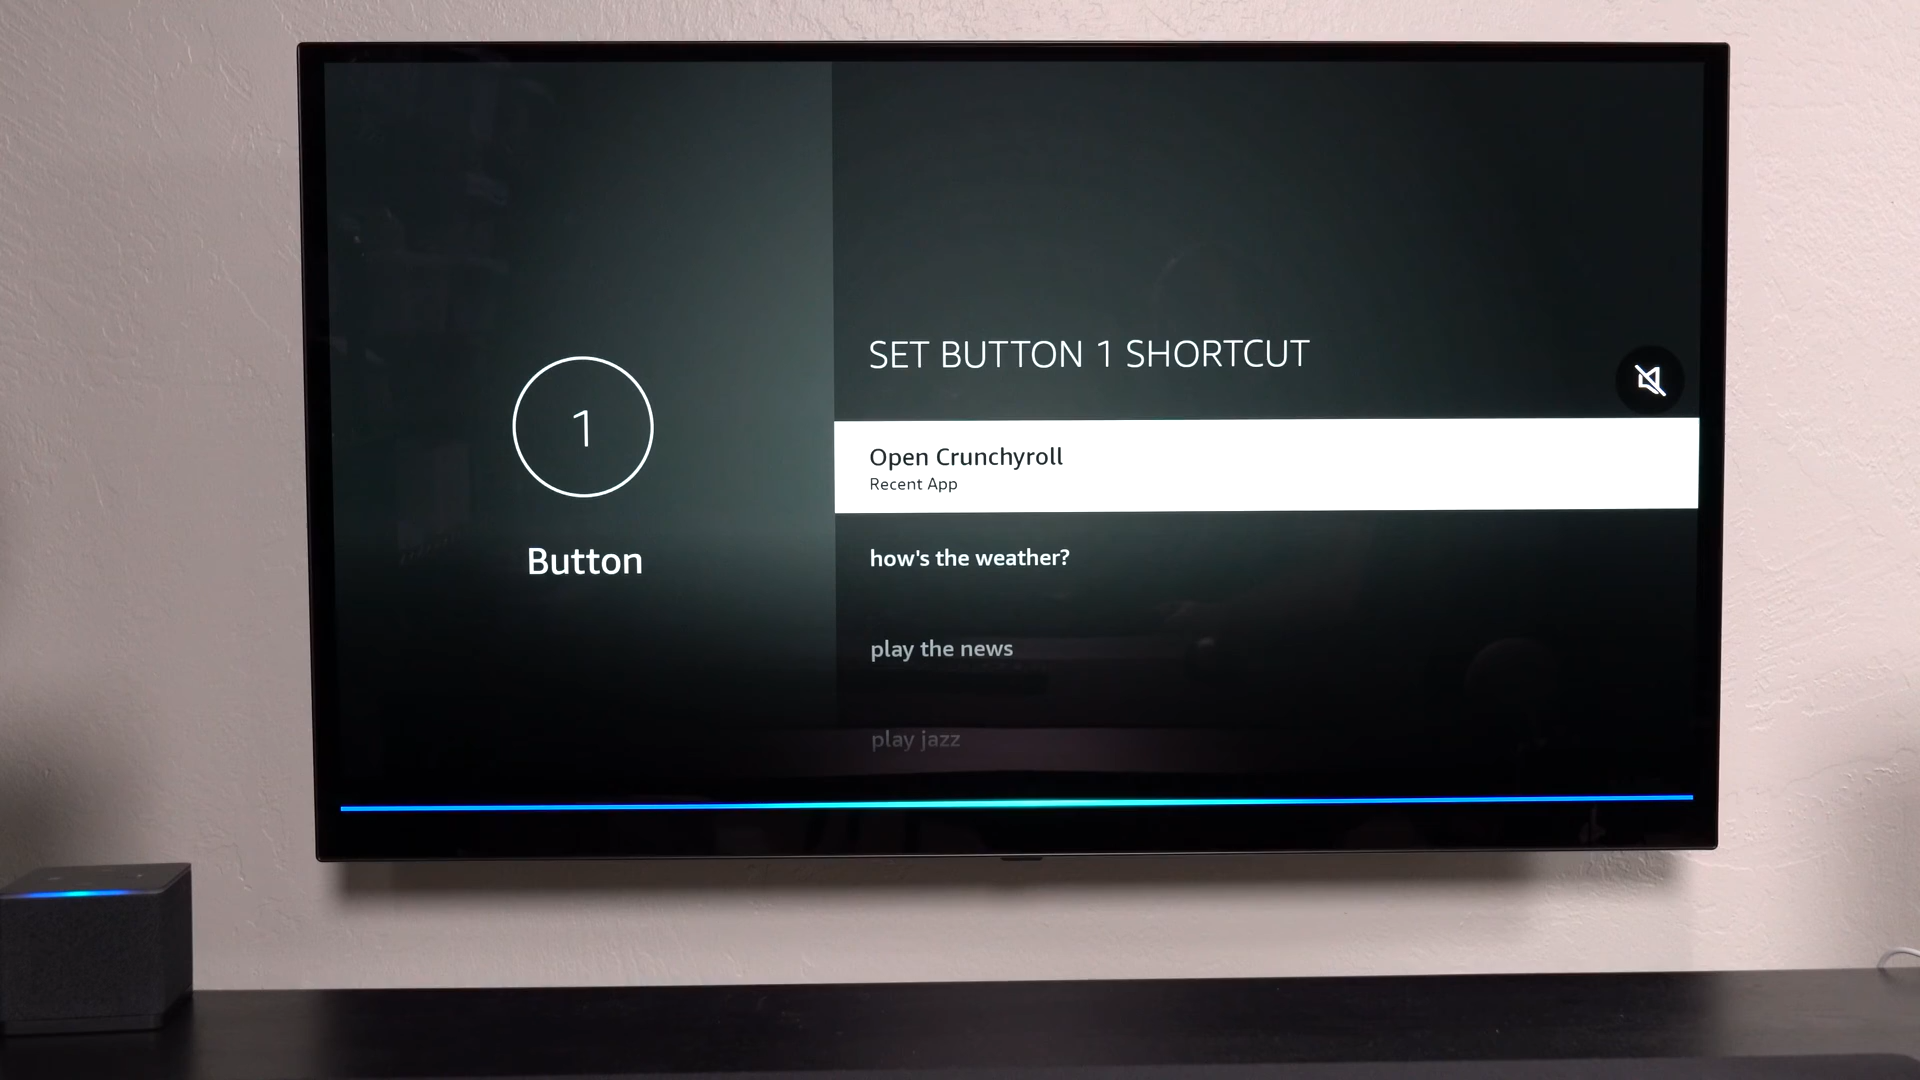 1
Button
SET BUTTON 1 SHORTCUT
Open Crunchyroll
Recent App
how's the weather?
play the news
play jazz